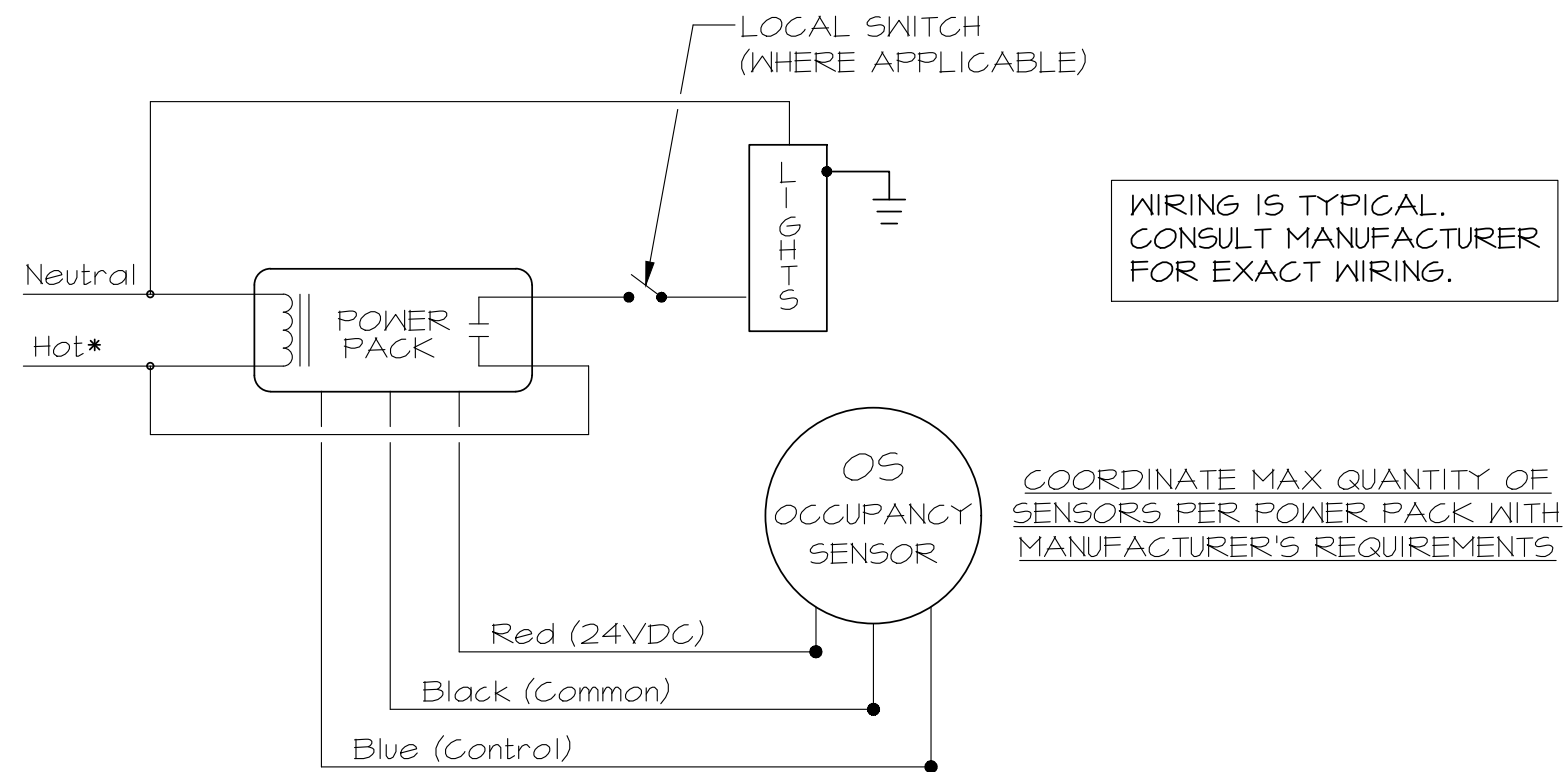 LOCAL SWITCH
(WHERE APPLICABLE)
LIGHTS
WIRING IS TYPICAL.
CONSULT MANUFACTURER
FOR EXACT WIRING.
Neutral
Hot*
POWER
PACK
OS
OCCUPANCY
SENSOR
COORDINATE MAX QUANTITY OF
SENSORS PER POWER PACK WITH
MANUFACTURER'S REQUIREMENTS
Red (24VDC)
Black (Common)
Blue (Control)